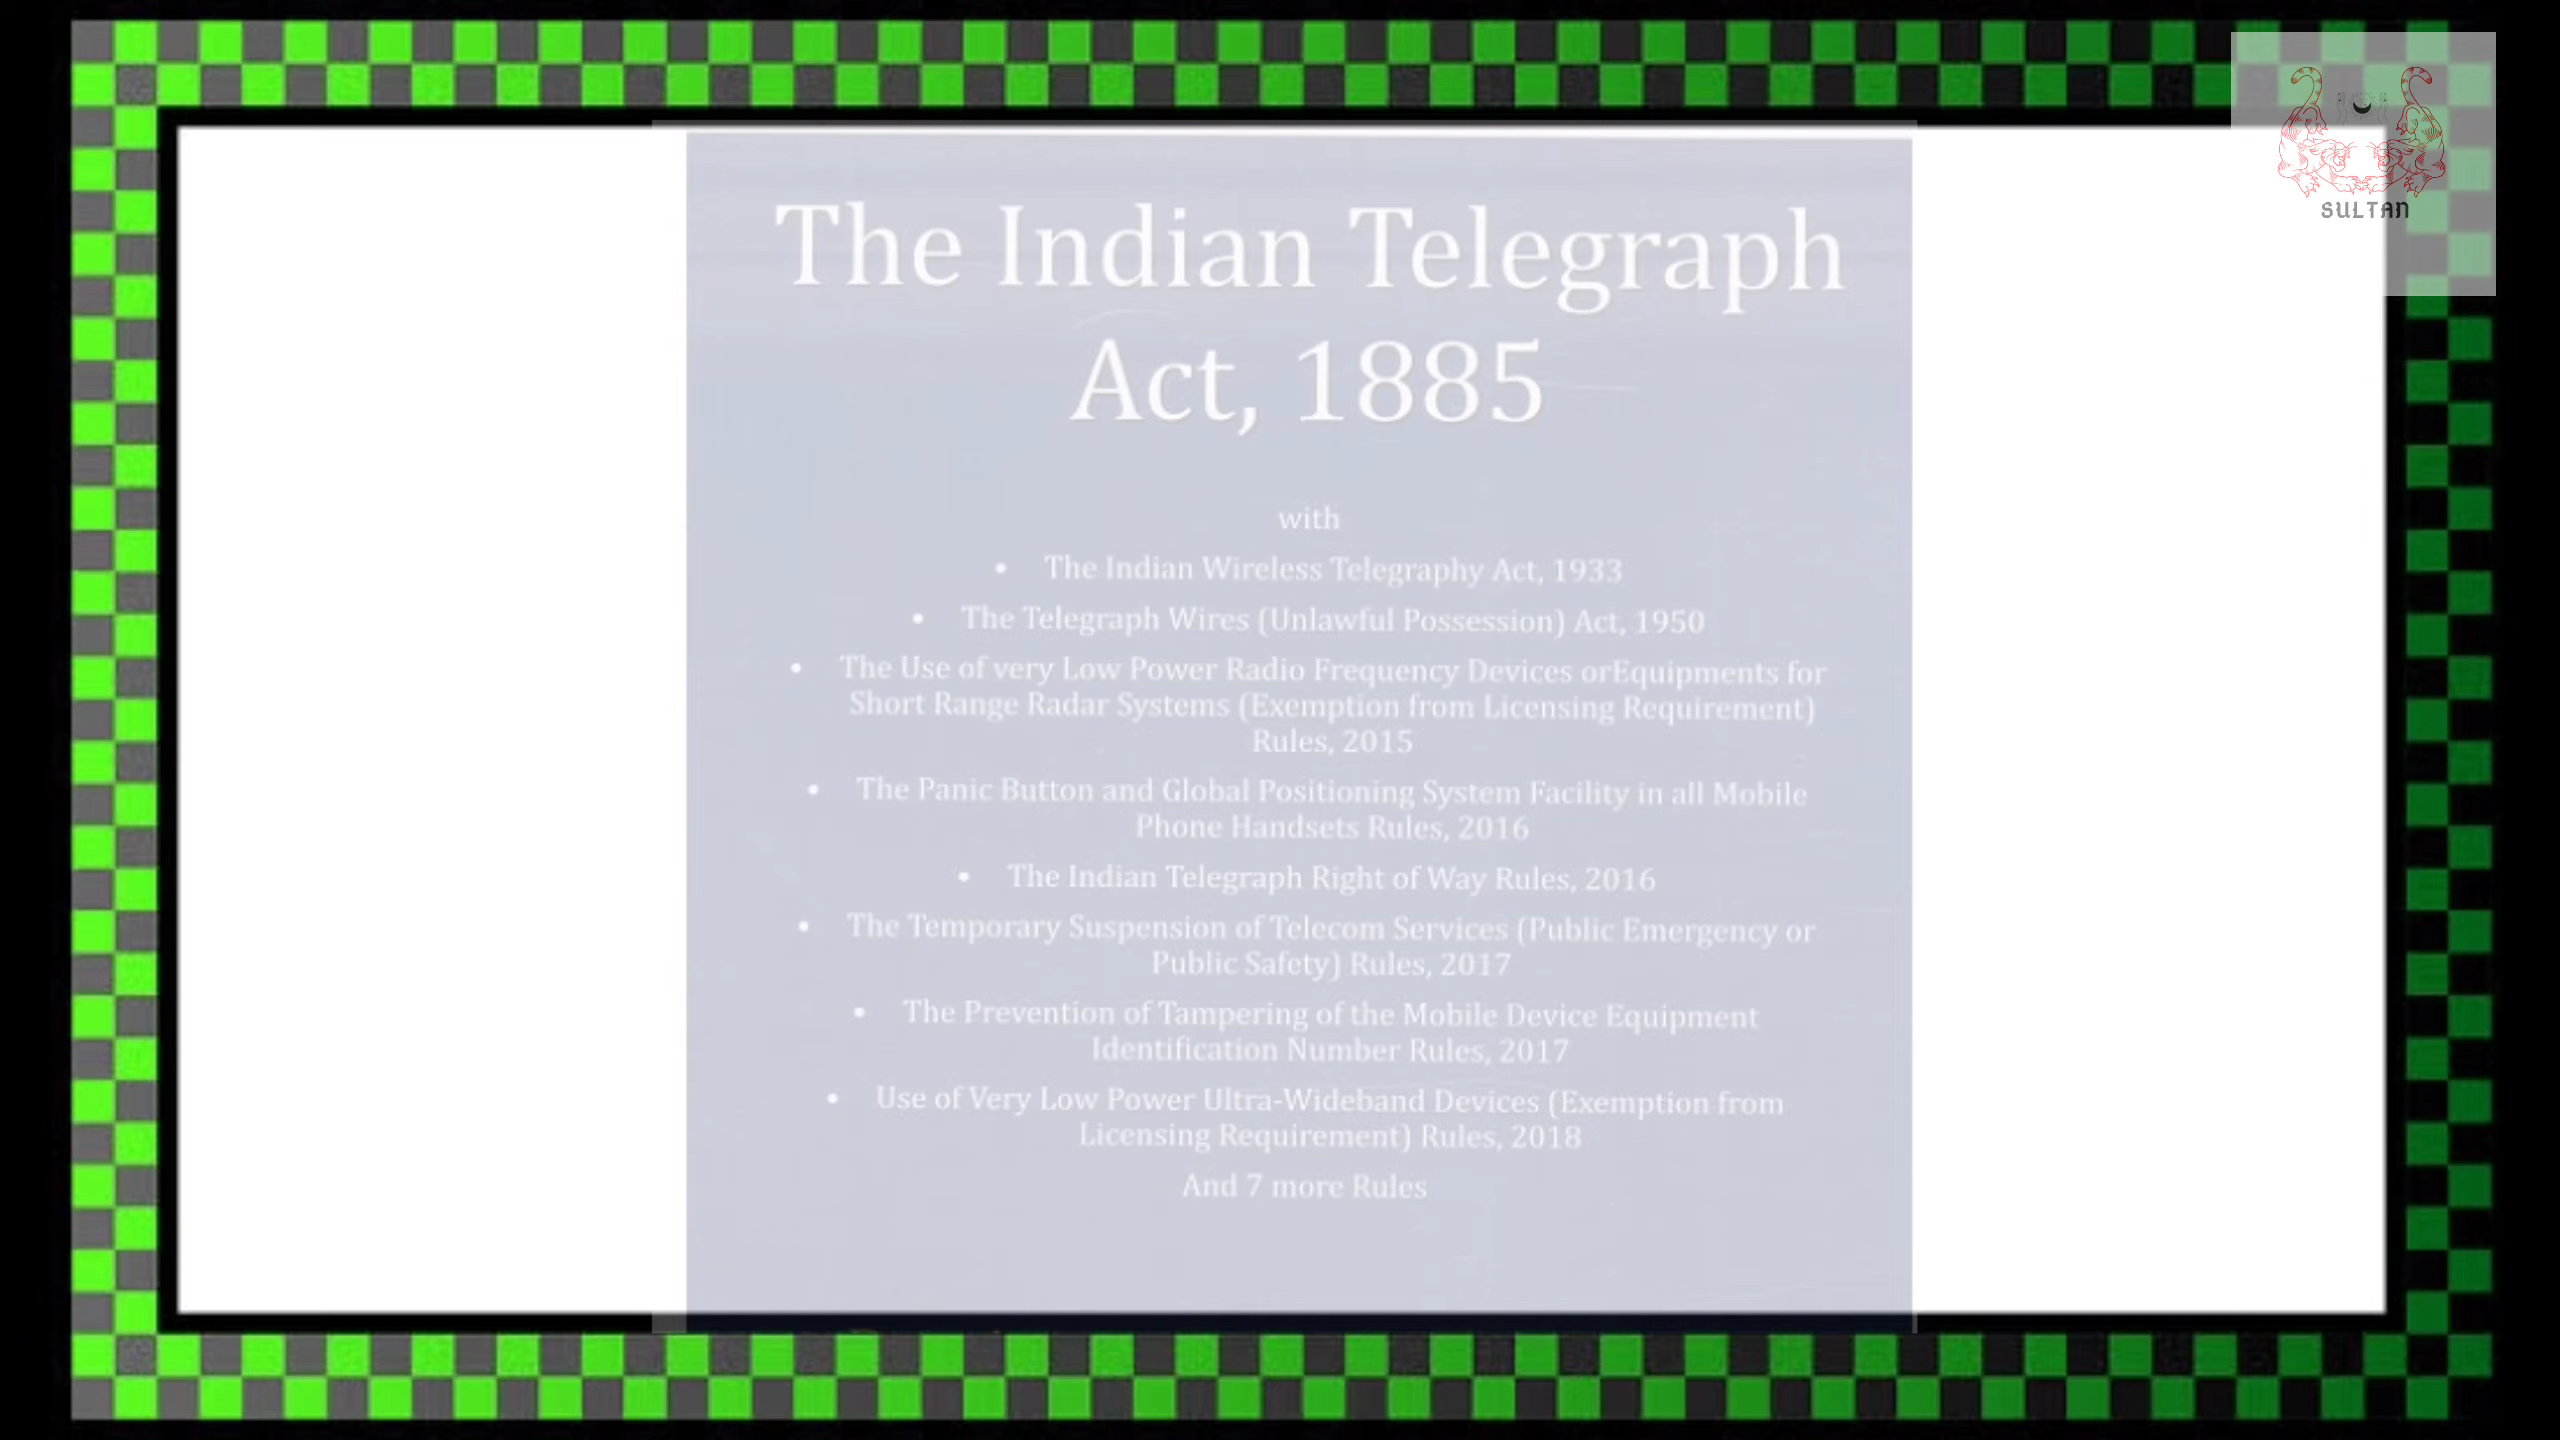 SULTAN
The Indian Telegraph
Act, 1885
with
• The Indian Wireless Telegraphy Act, 1933
• The Telegraph Wires (Unlawful Possession) Act, 1950
• The Use of very Low Power Radio Frequency Devices orEquipments for
Short Range Radar Systems (Exemption from Licensing Requirement)
Rules, 2015
• The Panic Button and Global Positioning System Facility in all Mobile
Phone Handsets Rules, 2016
• The Indian Telegraph Right of Way Rules, 2016
• The Temporary Suspension of Telecom Services (Public Emergency or
Public Safety) Rules, 2017
• The Prevention of Tampering of the Mobile Device Equipment
Identification Number Rules, 2017
• Use of Very Low Power Ultra-Wideband Devices (Exemption from
Licensing Requirement) Rules, 2018
And 7 more Rules